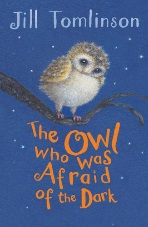 Jill Tomlinson
The Owl
who was
Afraid
of the Dark